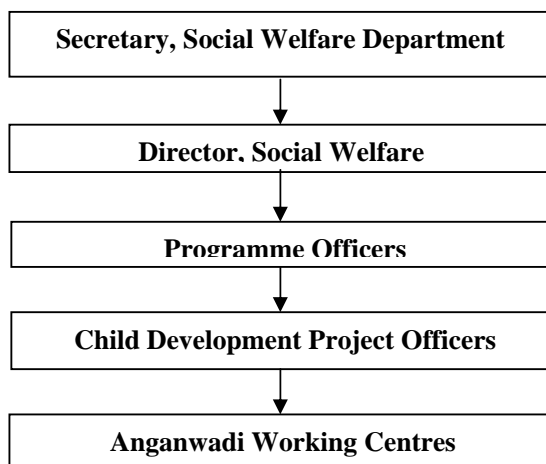 Secretary, Social Welfare Department
Director, Social Welfare
Programme Officers
Child Development Project Officers
Anganwadi Working Centres